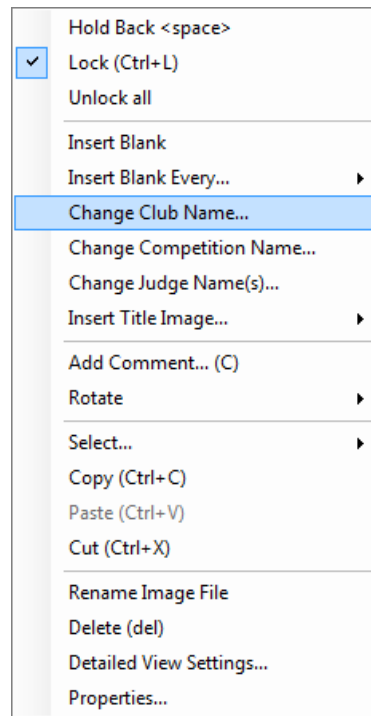 Hold Back <space>
Lock (Ctrl+L)
Unlock all
Insert Blank
Insert Blank Every...
Change Club Name...
Change Competition Name...
Change Judge Name(s)...
Insert Title Image...
Add Comment... (C)
Rotate
Select...
Copy (Ctrl+C)
Paste (Ctrl+V)
Cut (Ctrl+X)
Rename Image File
Delete (del)
Detailed View Settings...
Properties...